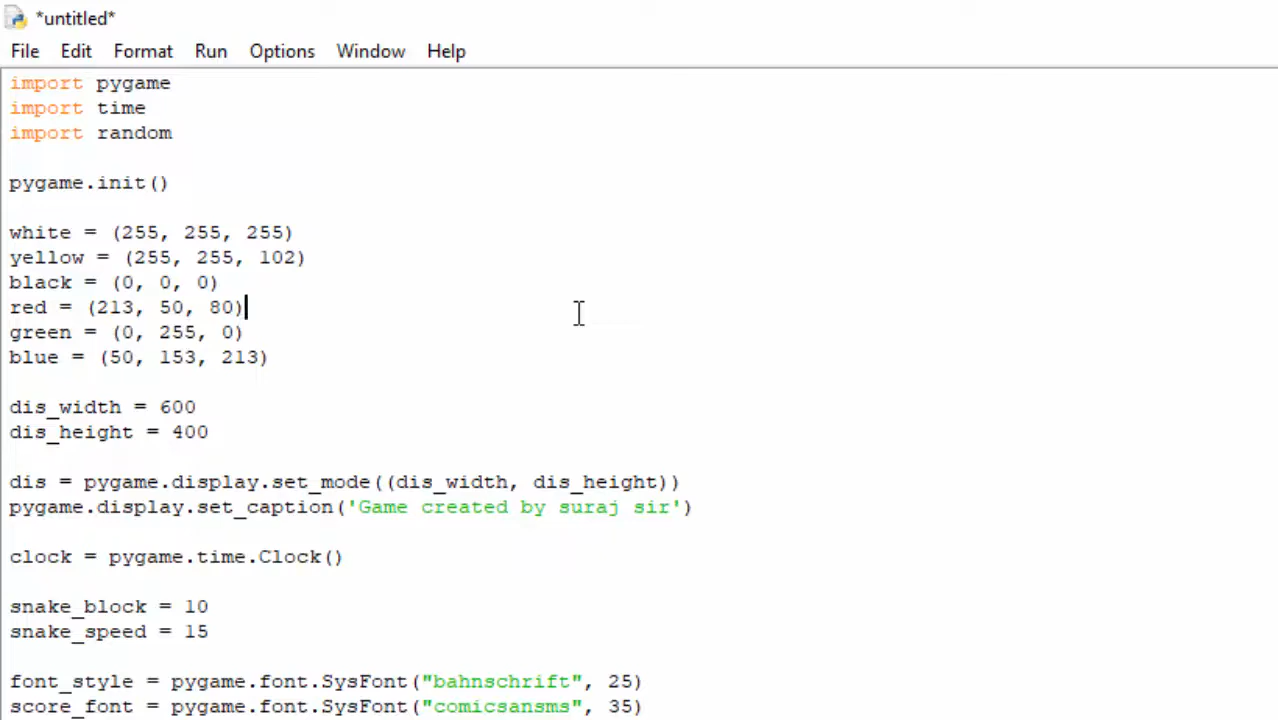 *untitled*
File Edit Format Run Options Window Help
import pygame
import time
import random
pygame.init()
white = (255, 255, 255)
yellow = (255, 255, 102)
black = (0, 0, 0)
red = (213, 50, 80)
green = (0, 255, 0)
blue = (50, 153, 213)
dis_width = 600
dis_height = 400
dis = pygame.display.set_mode((dis_width, dis_height))
pygame.display.set_caption('Game created by suraj sir')
clock = pygame.time.Clock()
snake_block = 10
snake_speed = 15
font_style = pygame.font.SysFont("bahnschrift", 25)
score_font = pygame.font.SysFont("comicsansms", 35)